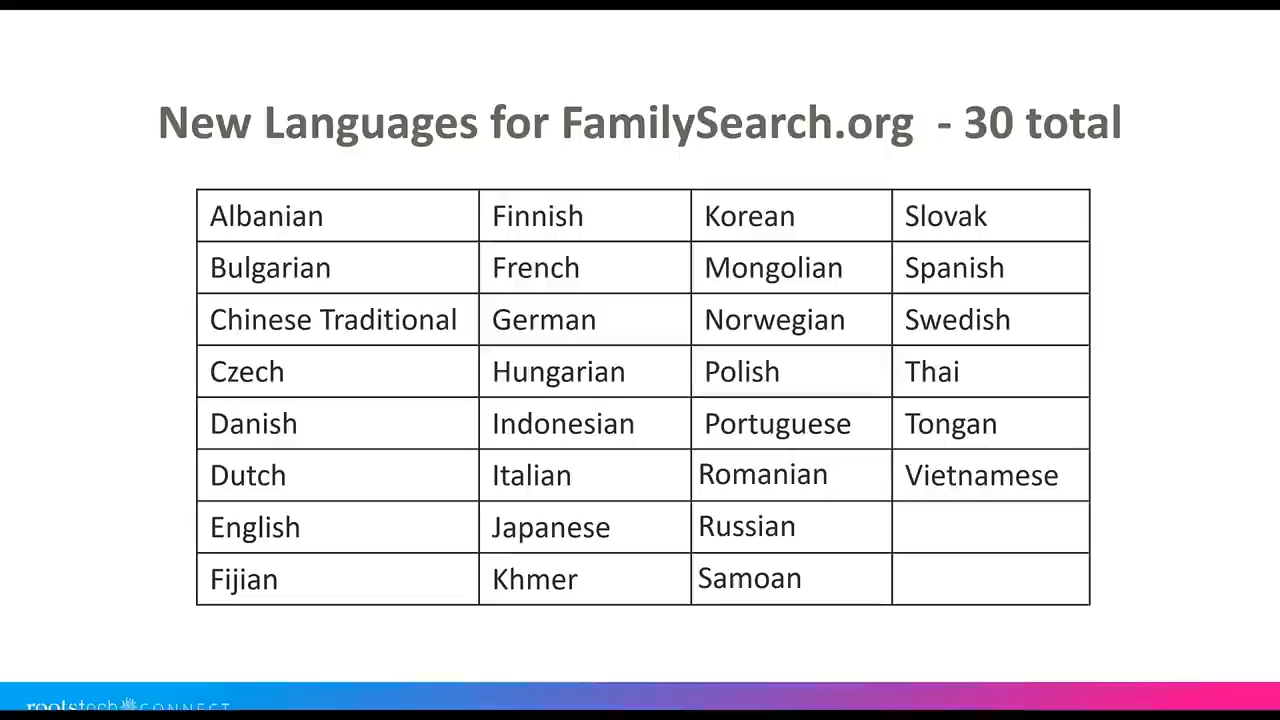 New Languages for FamilySearch.org - 30 total
Albanian Finnish Korean Slovak
Bulgarian French Mongolian Spanish
Chinese Traditional German Norwegian Swedish
Czech Hungarian Polish Thai
Danish Indonesian Portuguese Tongan
Dutch Italian Romanian Vietnamese
English Japanese Russian
Fijian Khmer Samoan
rootstech CONNECT